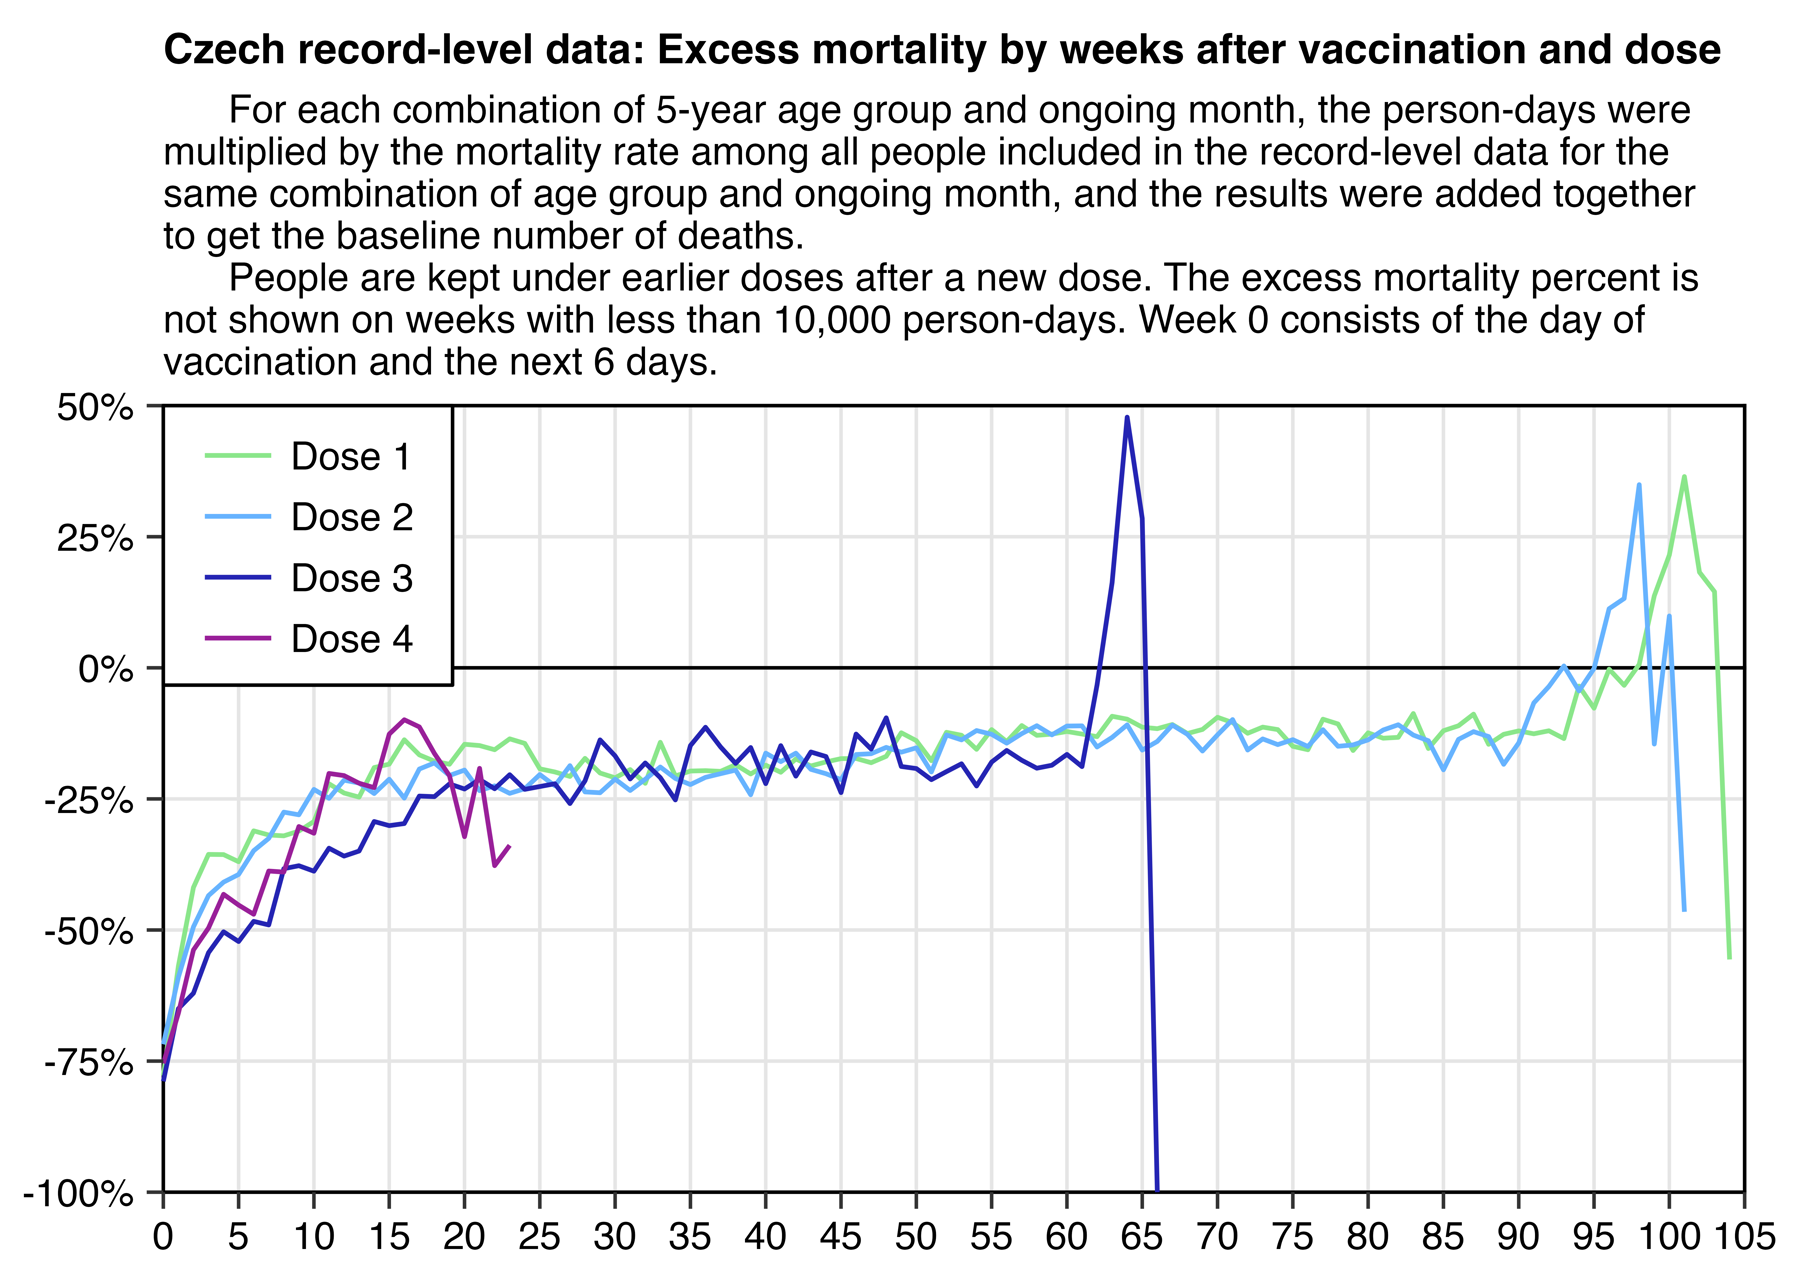 Czech record-level data: Excess mortality by weeks after vaccination and dose
For each combination of 5-year age group and ongoing month, the person-days were
multiplied by the mortality rate among all people included in the record-level data for the
same combination of age group and ongoing month, and the results were added together
to get the baseline number of deaths.
People are kept under earlier doses after a new dose. The excess mortality percent is
not shown on weeks with less than 10,000 person-days. Week 0 consists of the day of
vaccination and the next 6 days.
50%
25%
0%
-25%
-50%
-75%
-100%
Dose 1
Dose 2
Dose 3
Dose 4
0 5 10 15 20 25 30 35 40 45 50 55 60 65 70 75 80 85 90 95 100 105